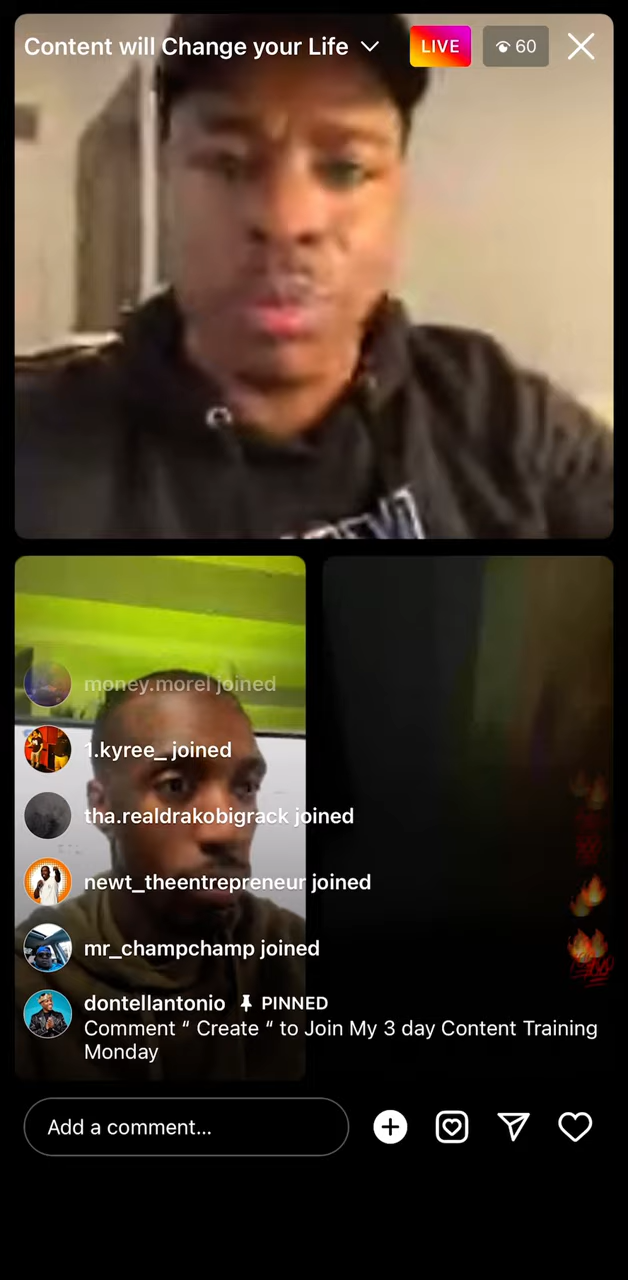 Content will Change your Life
LIVE
60
money.morel joined
1.kyree_ joined
tha.realdrakobigrack joined
newt_theentrepreneur joined
mr_champchamp joined
dontellantonio PINNED
Comment “ Create “ to Join My 3 day Content Training
Monday
Add a comment...